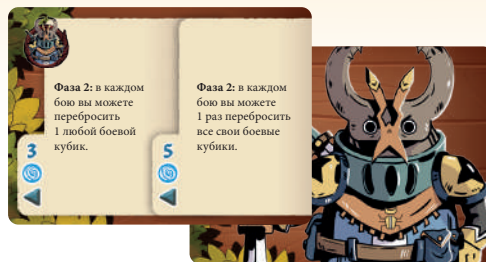 Фаза 2: в каждом
бою вы можете
перебросить
1 любой боевой
кубик.
3
Фаза 2: в каждом
бою вы можете
1 раз перебросить
все свои боевые
кубики.
5